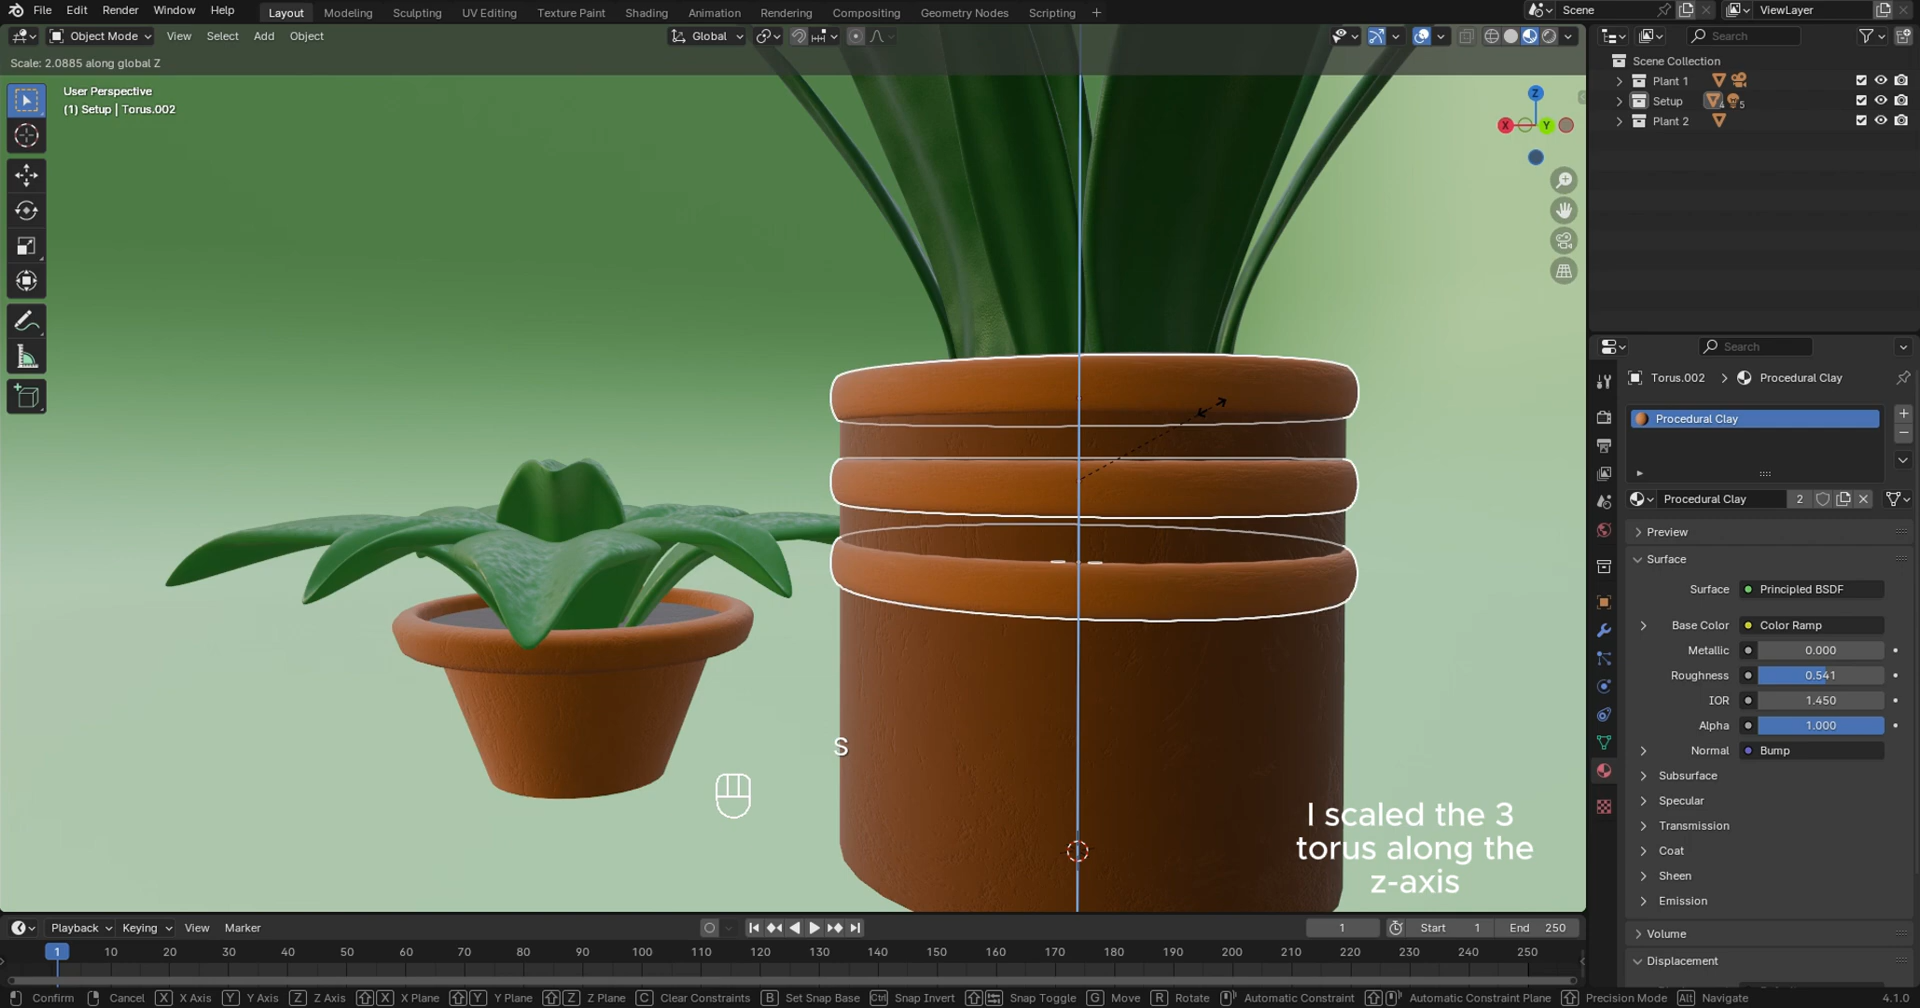 File Edit Render Window Help Layout Modeling Sculpting UV Editing Texture Paint Shading Animation Rendering Compositing Geometry Nodes Scripting + Scene ViewLayer
Object Mode View Select Add Object Global Search
Scale: 2.0885 along global Z
User Perspective
(1) Setup | Torus.002
Z
X Y
Scene Collection
Plant 1
Setup 5
Plant 2
Search
Torus.002 > Procedural Clay
Procedural Clay
Procedural Clay 2
Preview
Surface
Surface Principled BSDF
Base Color Color Ramp
Metallic 0.000
Roughness 0.541
IOR 1.450
Alpha 1.000
Normal Bump
Subsurface
Specular
Transmission
Coat
Sheen
Emission
Volume
Displacement
S
I scaled the 3
torus along the
z-axis
Playback Keying View Marker 1 Start 1 End 250
1 10 20 30 40 50 60 70 80 90 100 110 120 130 140 150 160 170 180 190 200 210 220 230 240 250
Confirm Cancel X X Axis Y Y Axis Z Z Axis X X Plane Y Y Plane Z Z Plane C Clear Constraints B Set Snap Base Ctrl Snap Invert Snap Toggle G Move R Rotate Automatic Constraint Automatic Constraint Plane Precision Mode Alt Navigate 4.1.0